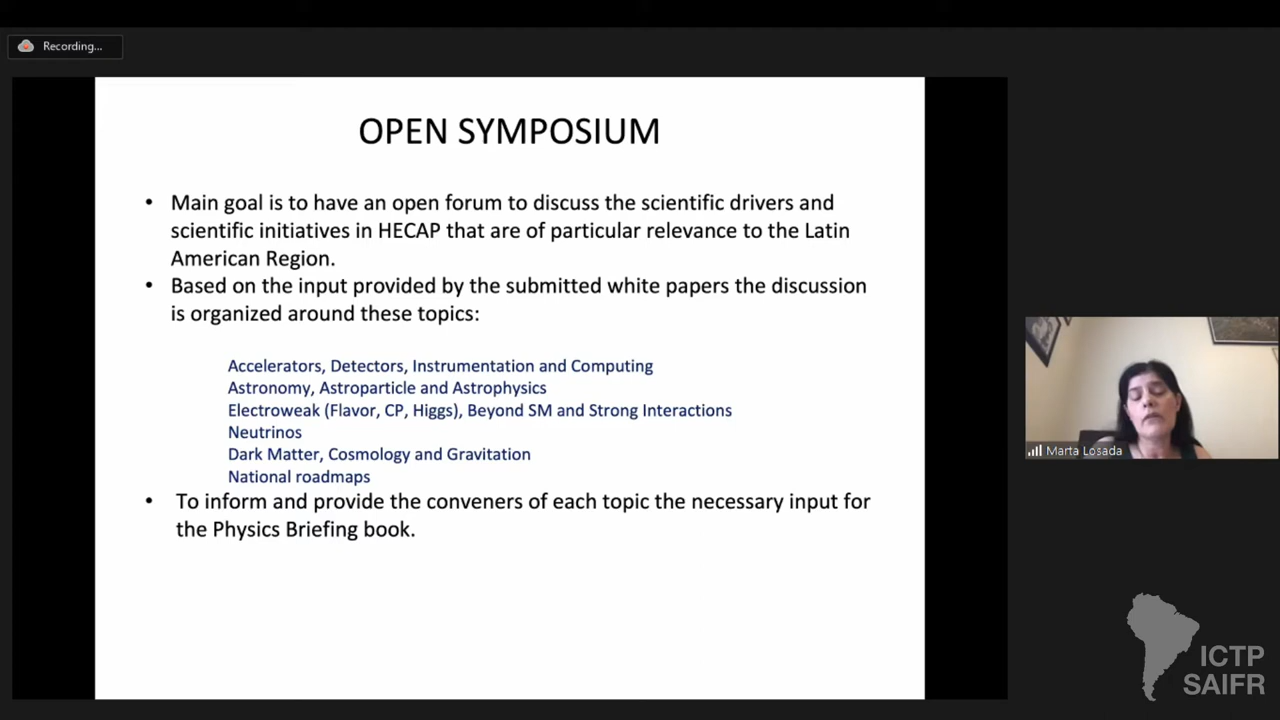 Recording...
OPEN SYMPOSIUM
• Main goal is to have an open forum to discuss the scientific drivers and
scientific initiatives in HECAP that are of particular relevance to the Latin
American Region.
• Based on the input provided by the submitted white papers the discussion
is organized around these topics:
Accelerators, Detectors, Instrumentation and Computing
Astronomy, Astroparticle and Astrophysics
Electroweak (Flavor, CP, Higgs), Beyond SM and Strong Interactions
Neutrinos
Dark Matter, Cosmology and Gravitation
National roadmaps
• To inform and provide the conveners of each topic the necessary input for
the Physics Briefing book.
Marta Losada
ICTP
SAIFR